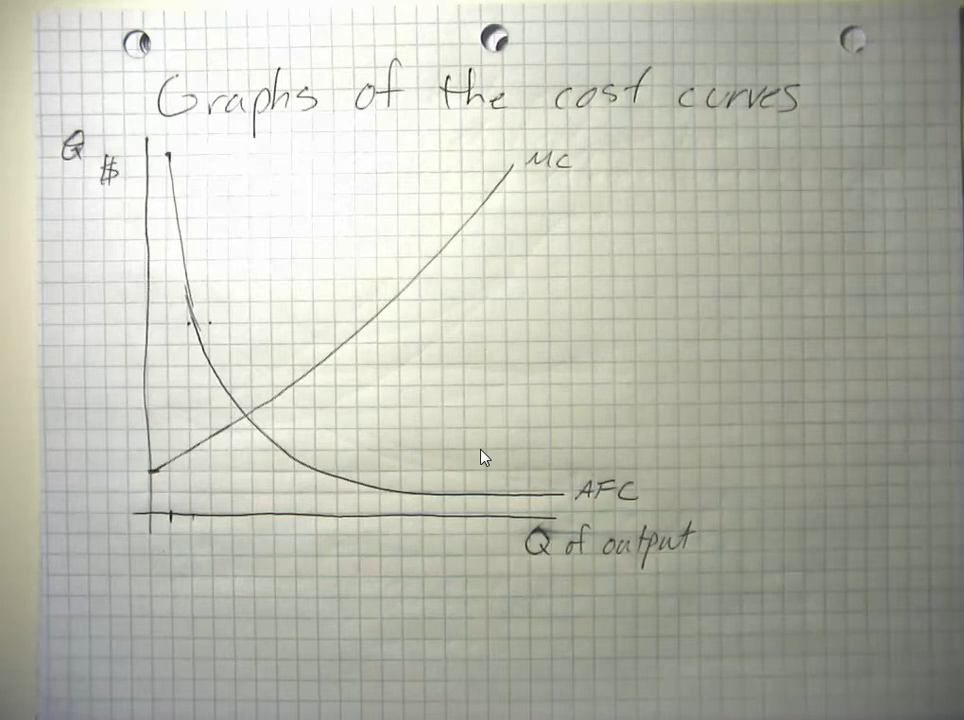 Graphs of the cost curves
Q
$
MC
AFC
Q of output